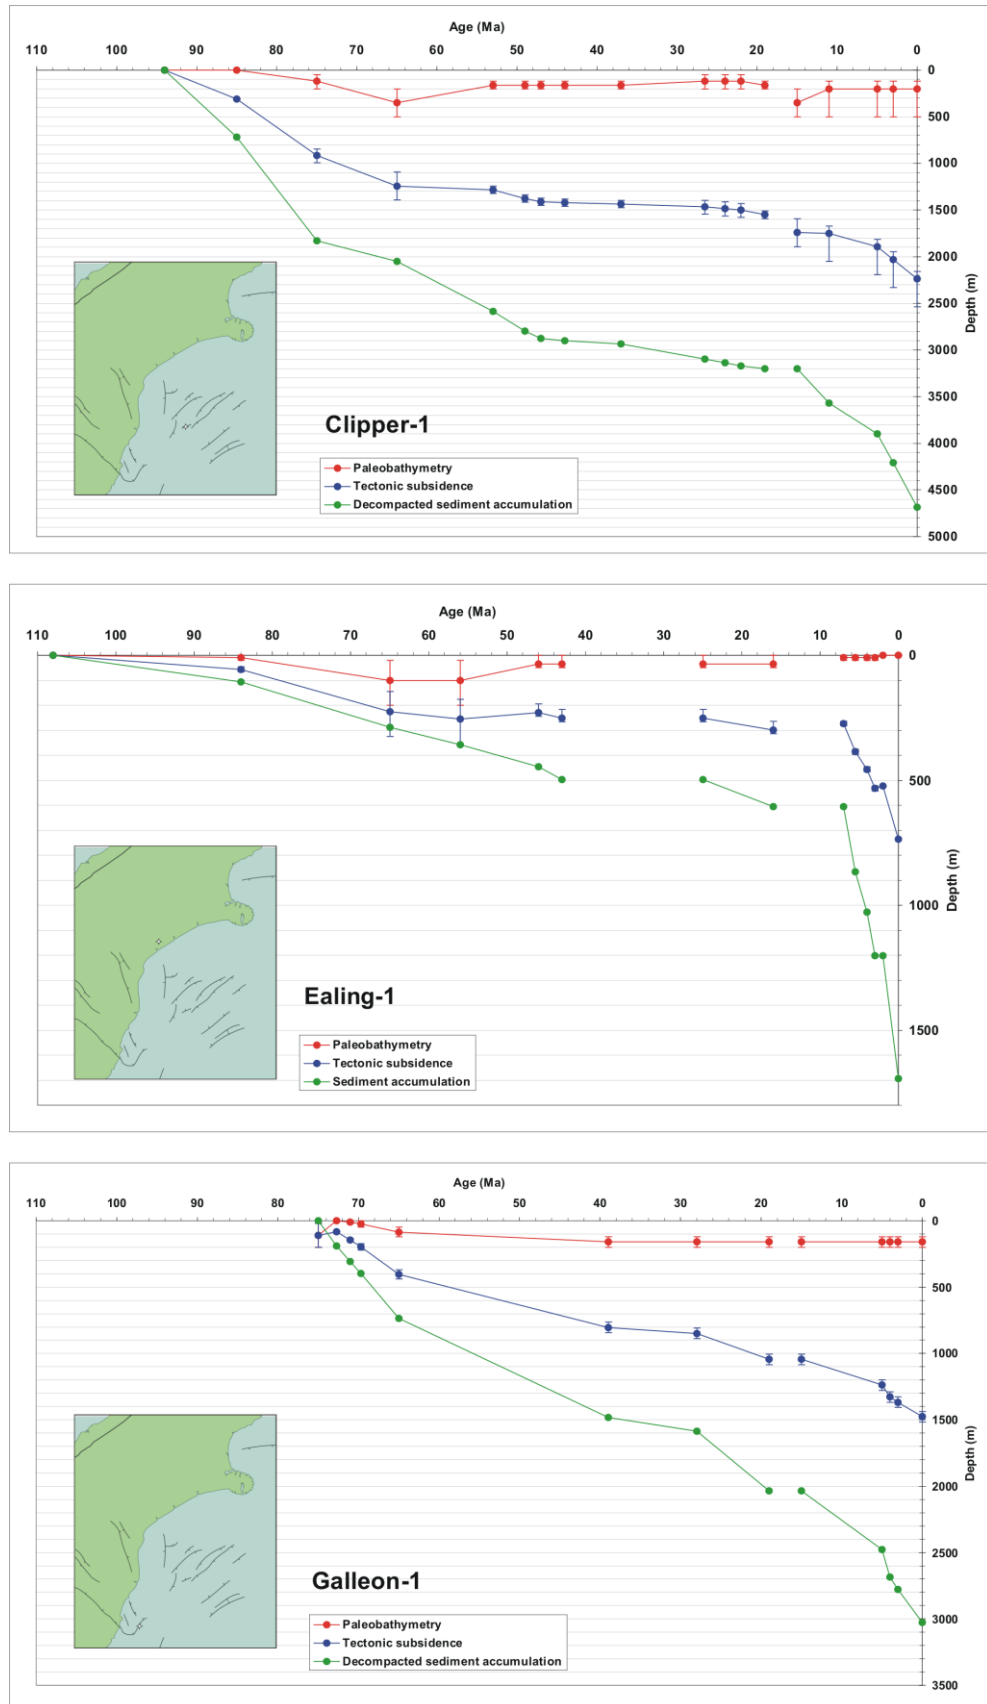 Age (Ma)
110 100 90 80 70 60 50 40 30 20 10 0
0
500
1000
1500
2000
2500
3000
3500
4000
4500
5000
Depth (m)
Clipper-1
Paleobathymetry
Tectonic subsidence
Decompacted sediment accumulation
Age (Ma)
110 100 90 80 70 60 50 40 30 20 10 0
0
500
1000
1500
Depth (m)
Ealing-1
Paleobathymetry
Tectonic subsidence
Sediment accumulation
Age (Ma)
110 100 90 80 70 60 50 40 30 20 10 0
0
500
1000
1500
2000
2500
3000
3500
Depth (m)
Galleon-1
Paleobathymetry
Tectonic subsidence
Decompacted sediment accumulation